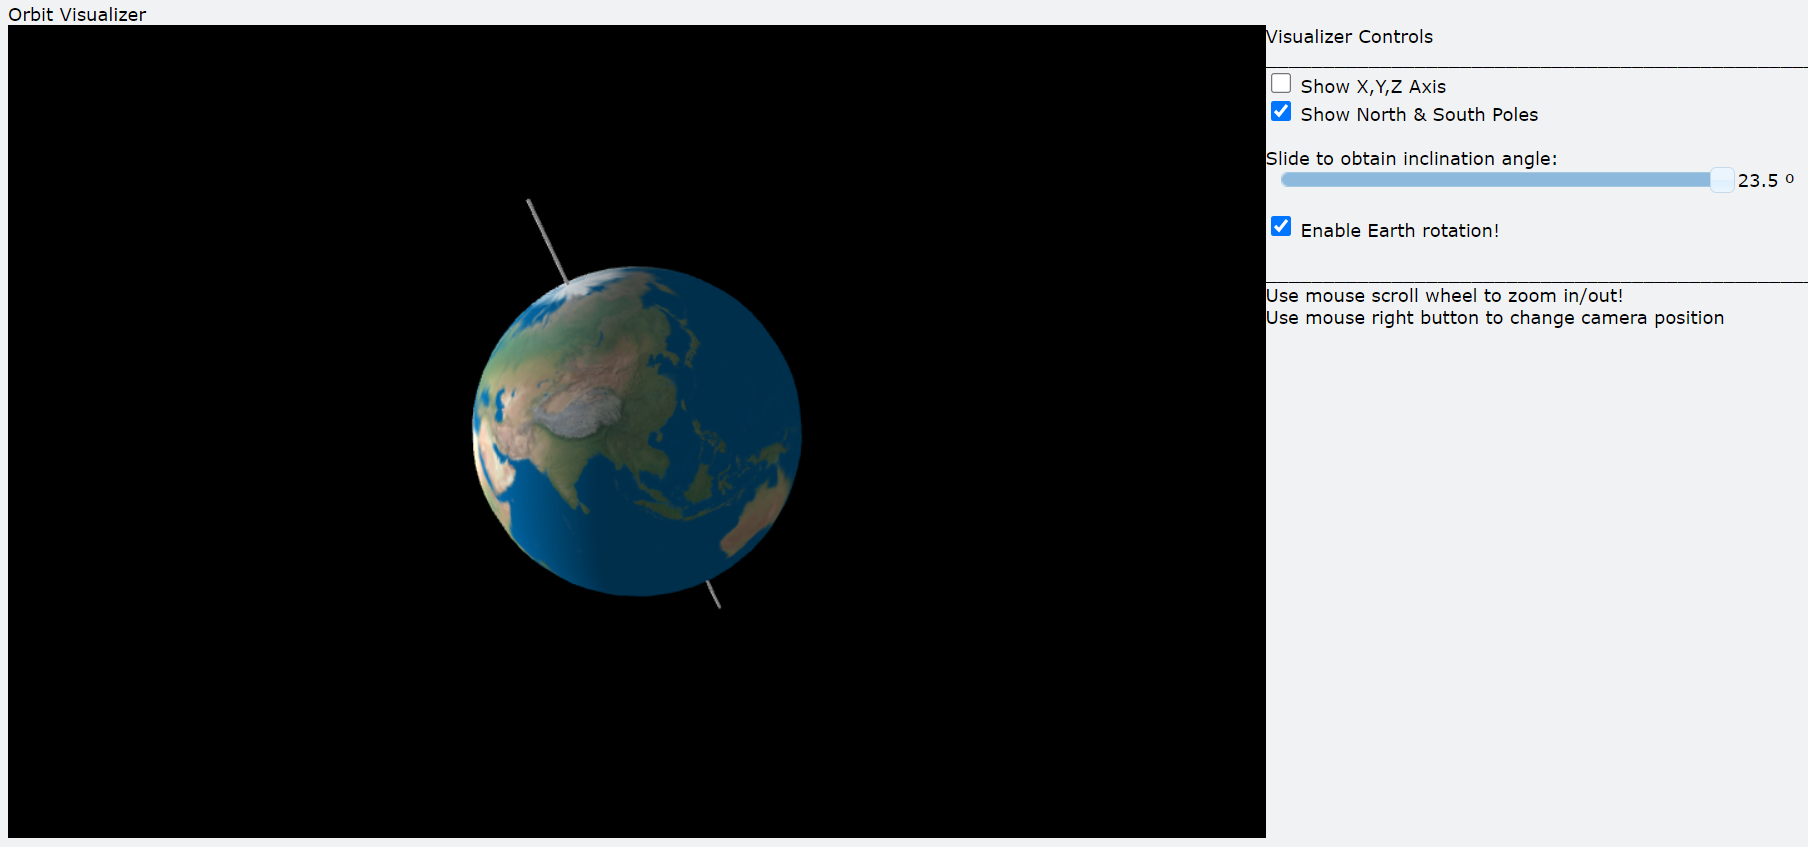 Orbit Visualizer
Visualizer Controls
Show X,Y,Z Axis
Show North & South Poles
Slide to obtain inclination angle:
23.5 º
Enable Earth rotation!
Use mouse scroll wheel to zoom in/out!
Use mouse right button to change camera position